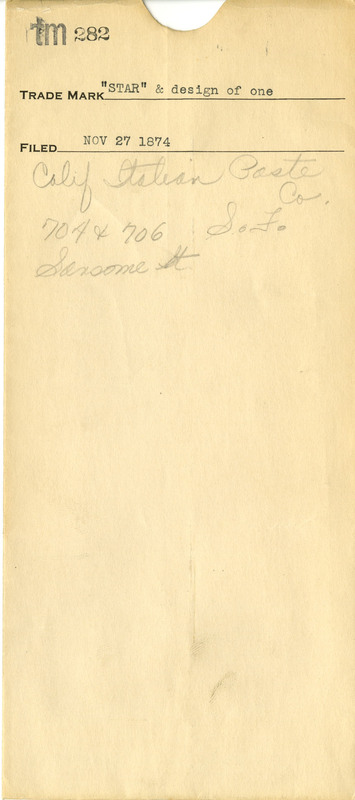 tm 282
TRADE MARK "STAR" & design of one
FILED NOV 27 1874
Calif Italian Paste
Co.
704 & 706 S. F.
Sansome St